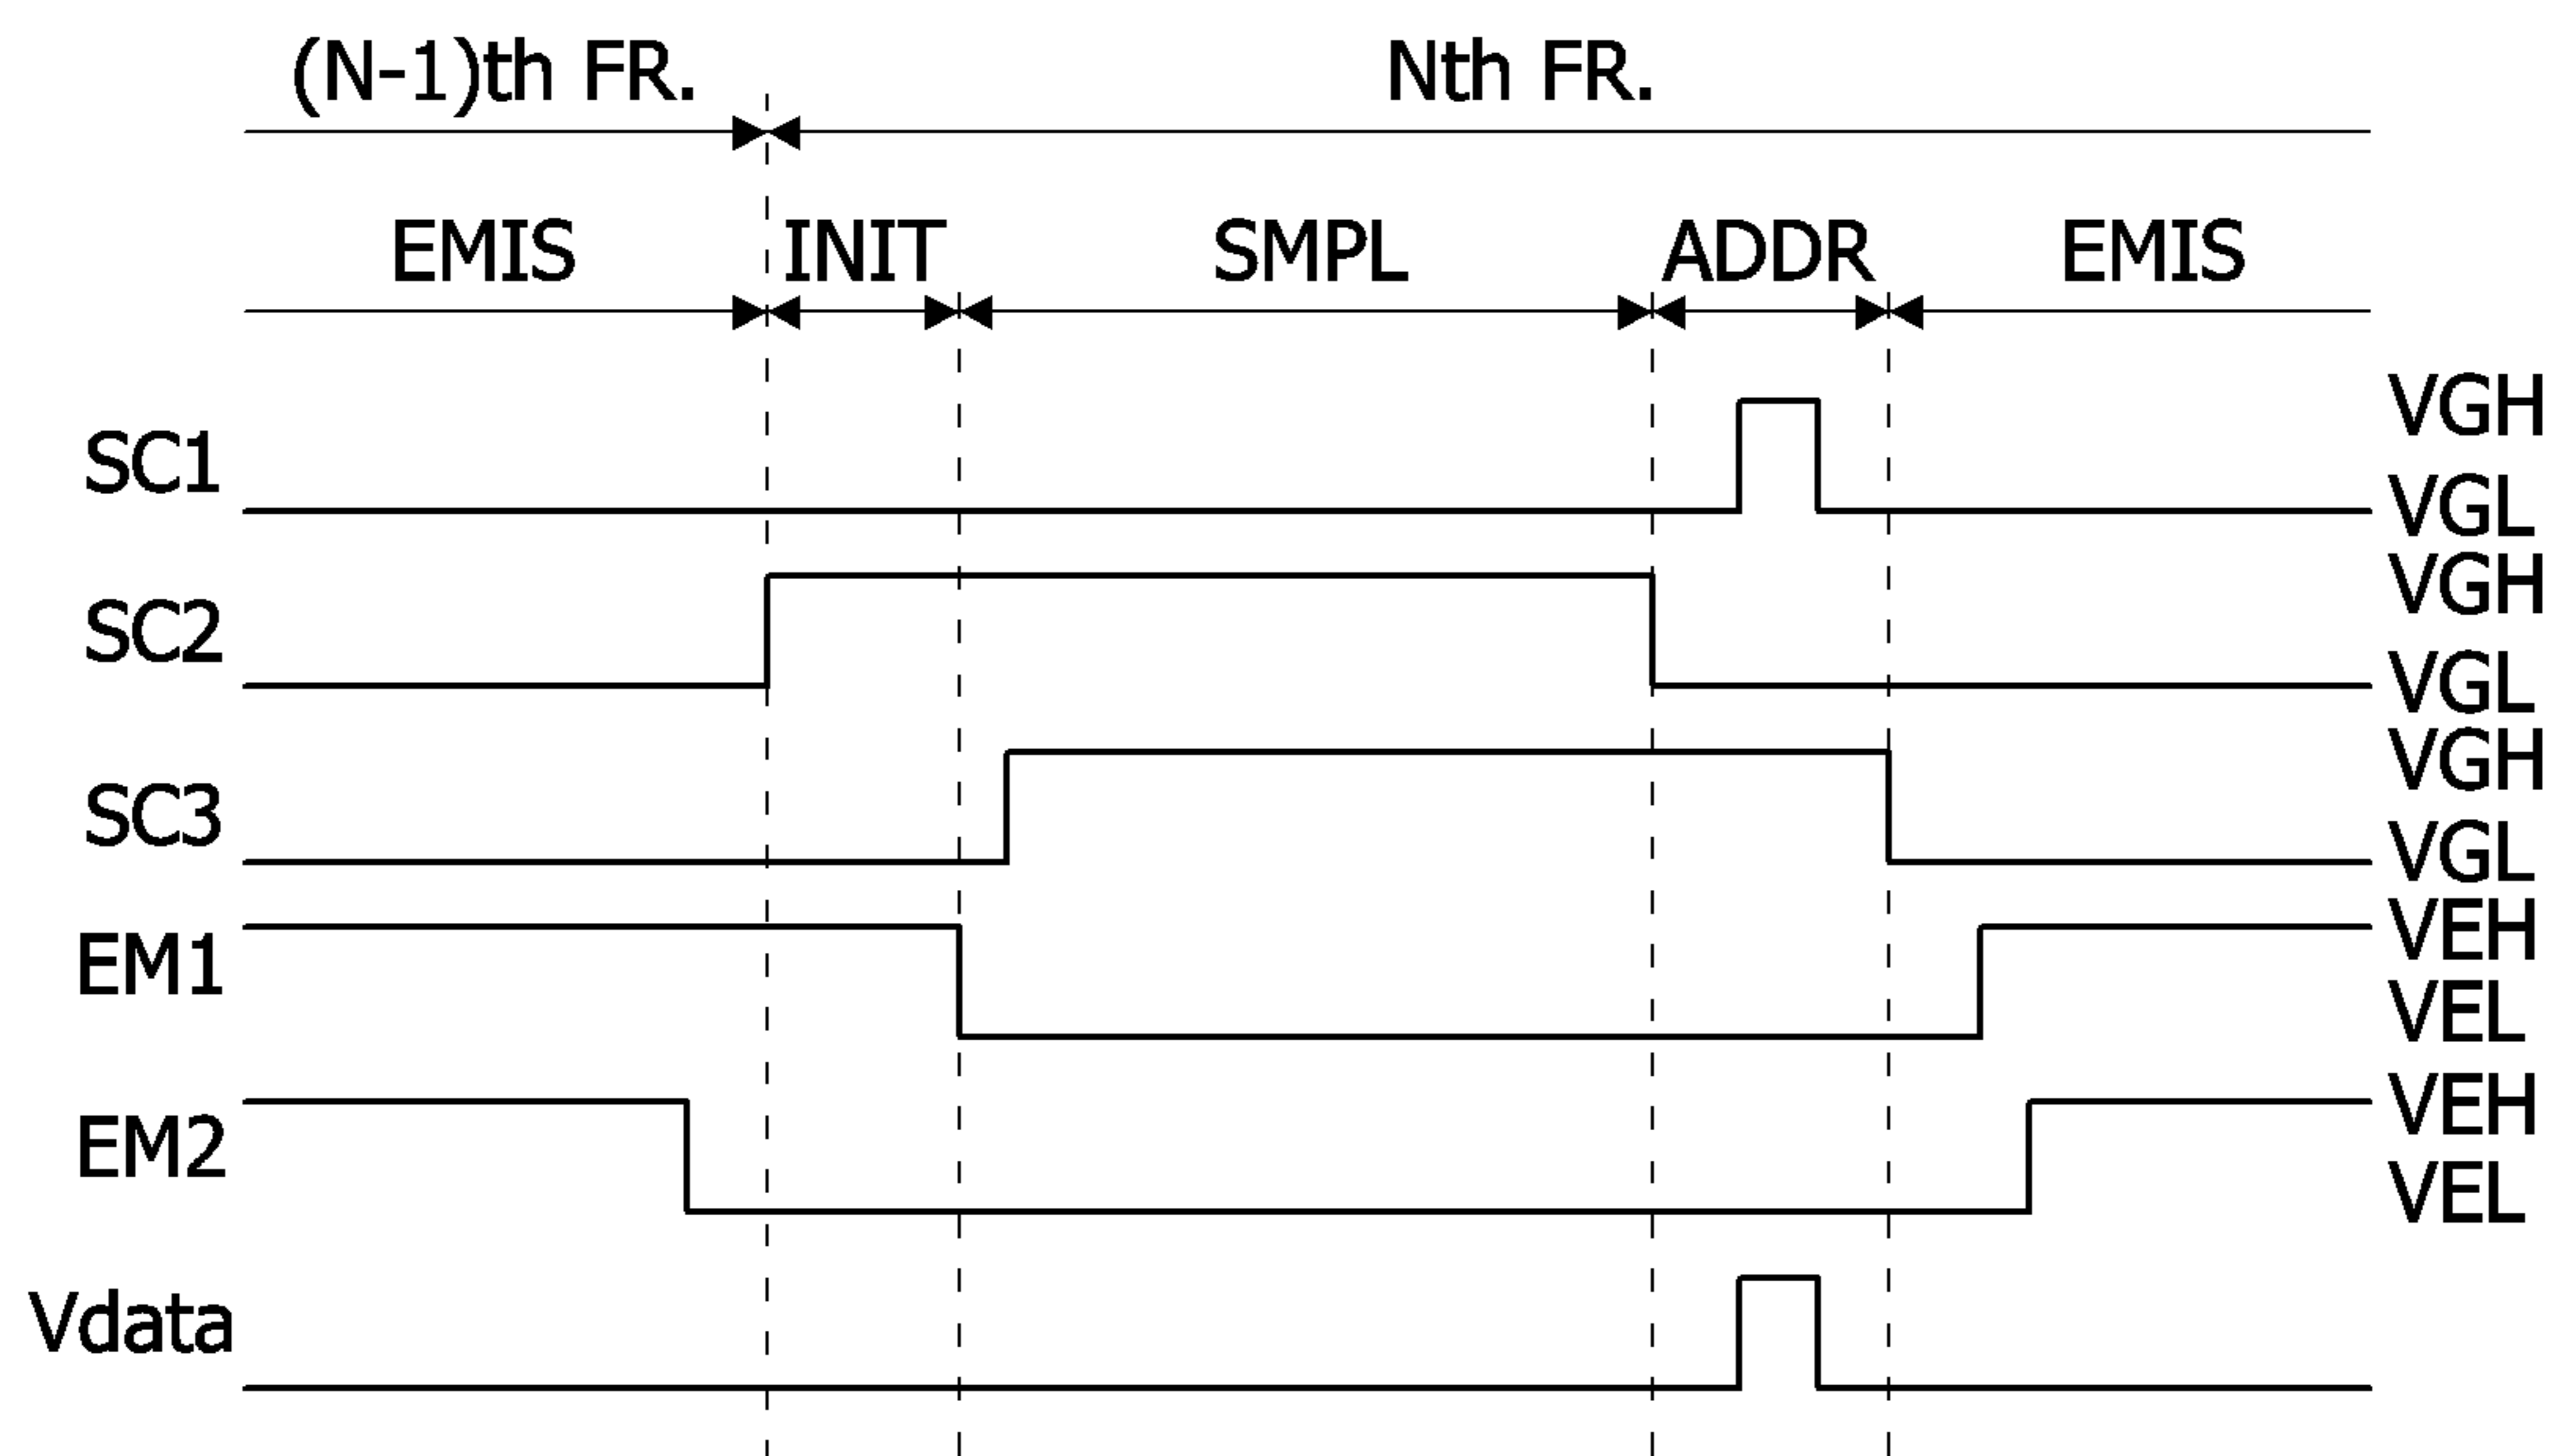 (N-1)th FR. Nth FR.
EMIS INIT SMPL ADDR EMIS
VGH
SC1
VGL
VGH
SC2
VGL
VGH
SC3
VGL
VEH
EM1
VEL
VEH
EM2
VEL
Vdata